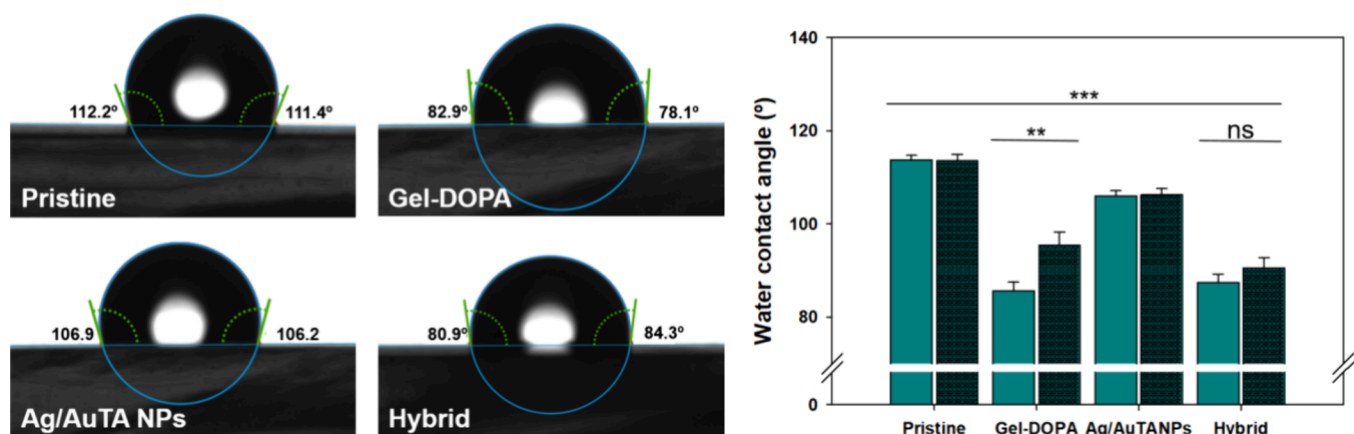 112.2º
111.4º
Pristine
82.9º
78.1º
Gel-DOPA
106.9
106.2
Ag/AuTA NPs
80.9º
84.3º
Hybrid
Water contact angle (º)
140
120
100
80
0
***
**
ns
Pristine Gel-DOPA Ag/AuTANPs Hybrid